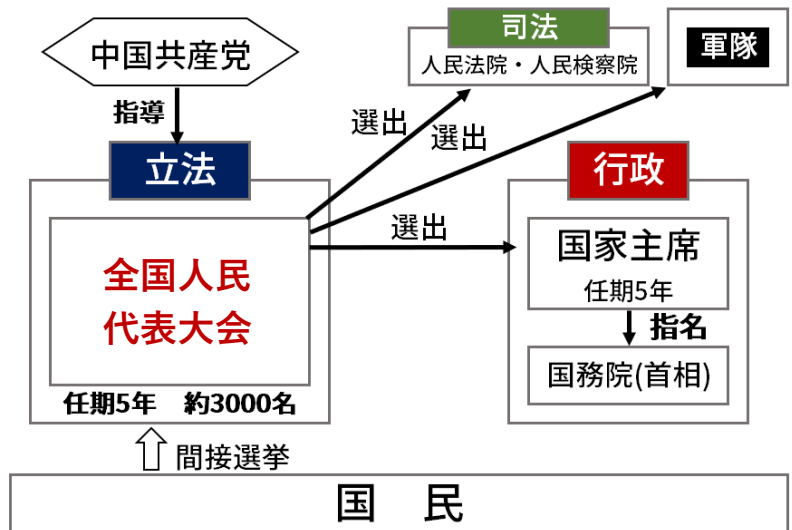 中国共産党
指導
司法
人民法院・人民検察院
軍隊
選出
選出
選出
立法
全国人民
代表大会
任期5年 約3000名
行政
国家主席
任期5年
指名
国務院(首相)
間接選挙
国 民